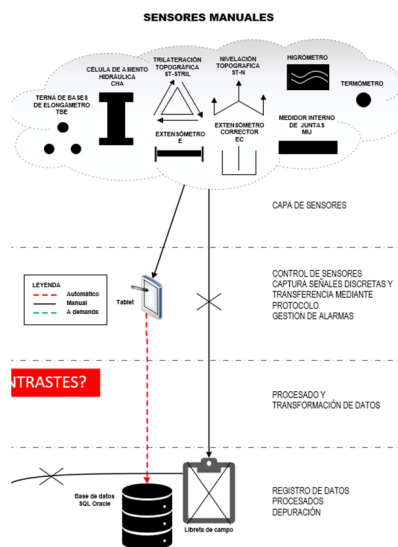 SENSORES MANUALES
TERNA DE BASES
DE ELONGÁMETRO
TBE
CÉLULA DE ASIENTO
HIDRÁULICA
CHA
TRILATERACIÓN
TOPOGRÁFICA
ST-STRIL
NIVELACIÓN
TOPOGRAFICA
ST-N
HIGRÓMETRO
TERMÓMETRO
EXTENSÓMETRO
E
EXTENSÓMETRO
CORRECTOR
EC
MEDIDOR INTERNO
DE JUNTAS
MIJ
CAPA DE SENSORES
LEYENDA
Automático
Manual
A demanda
Tablet
CONTROL DE SENSORES
CAPTURA SEÑALES DISCRETAS Y
TRANSFERENCIA MEDIANTE
PROTOCOLO
GESTION DE ALARMAS
NTRASTES?
PROCESADO Y
TRANSFORMACIÓN DE DATOS
Base de datos
SQL Oracle
Libreta de campo
REGISTRO DE DATOS
PROCESADOS
DEPURACIÓN